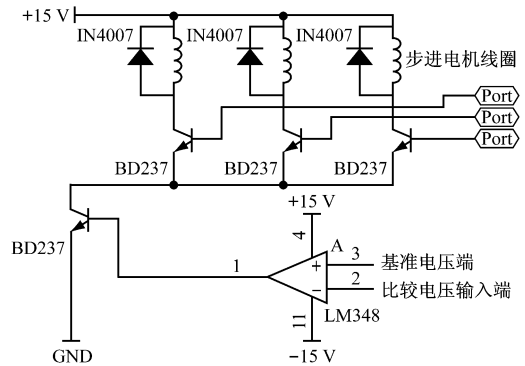 +15 V
IN4007 IN4007 IN4007
步进电机线圈
Port
Port
Port
BD237 BD237 BD237
+15 V
BD237
4
A
1
+
3
基准电压端
−
2
比较电压输入端
11
LM348
GND
−15 V